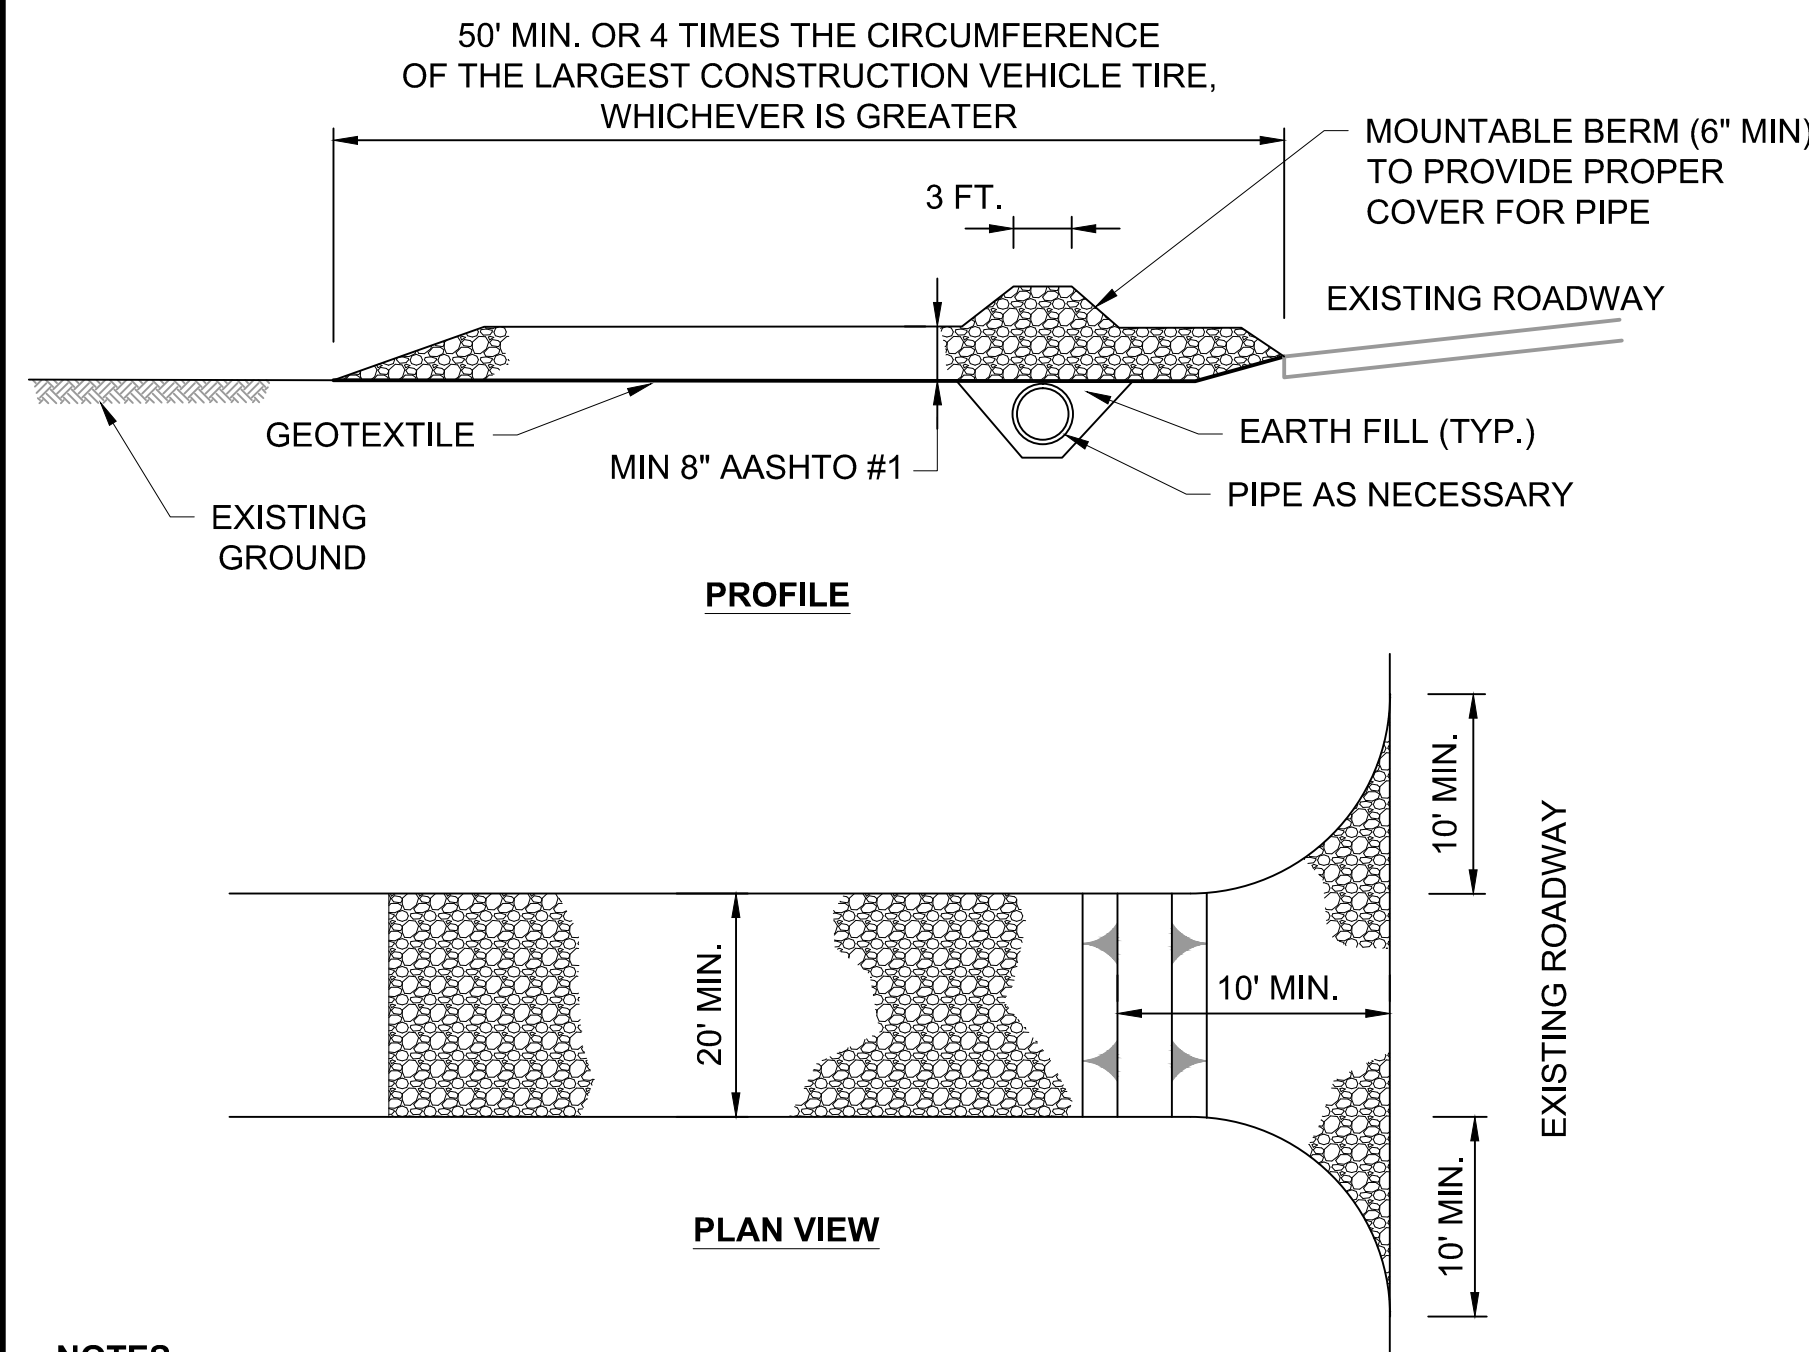 50' MIN. OR 4 TIMES THE CIRCUMFERENCE
OF THE LARGEST CONSTRUCTION VEHICLE TIRE,
WHICHEVER IS GREATER
MOUNTABLE BERM (6" MIN)
TO PROVIDE PROPER
COVER FOR PIPE
3 FT.
EXISTING ROADWAY
GEOTEXTILE
MIN 8" AASHTO #1
EARTH FILL (TYP.)
PIPE AS NECESSARY
EXISTING
GROUND
PROFILE
10' MIN.
20' MIN.
10' MIN.
EXISTING ROADWAY
10' MIN.
PLAN VIEW
NOTES